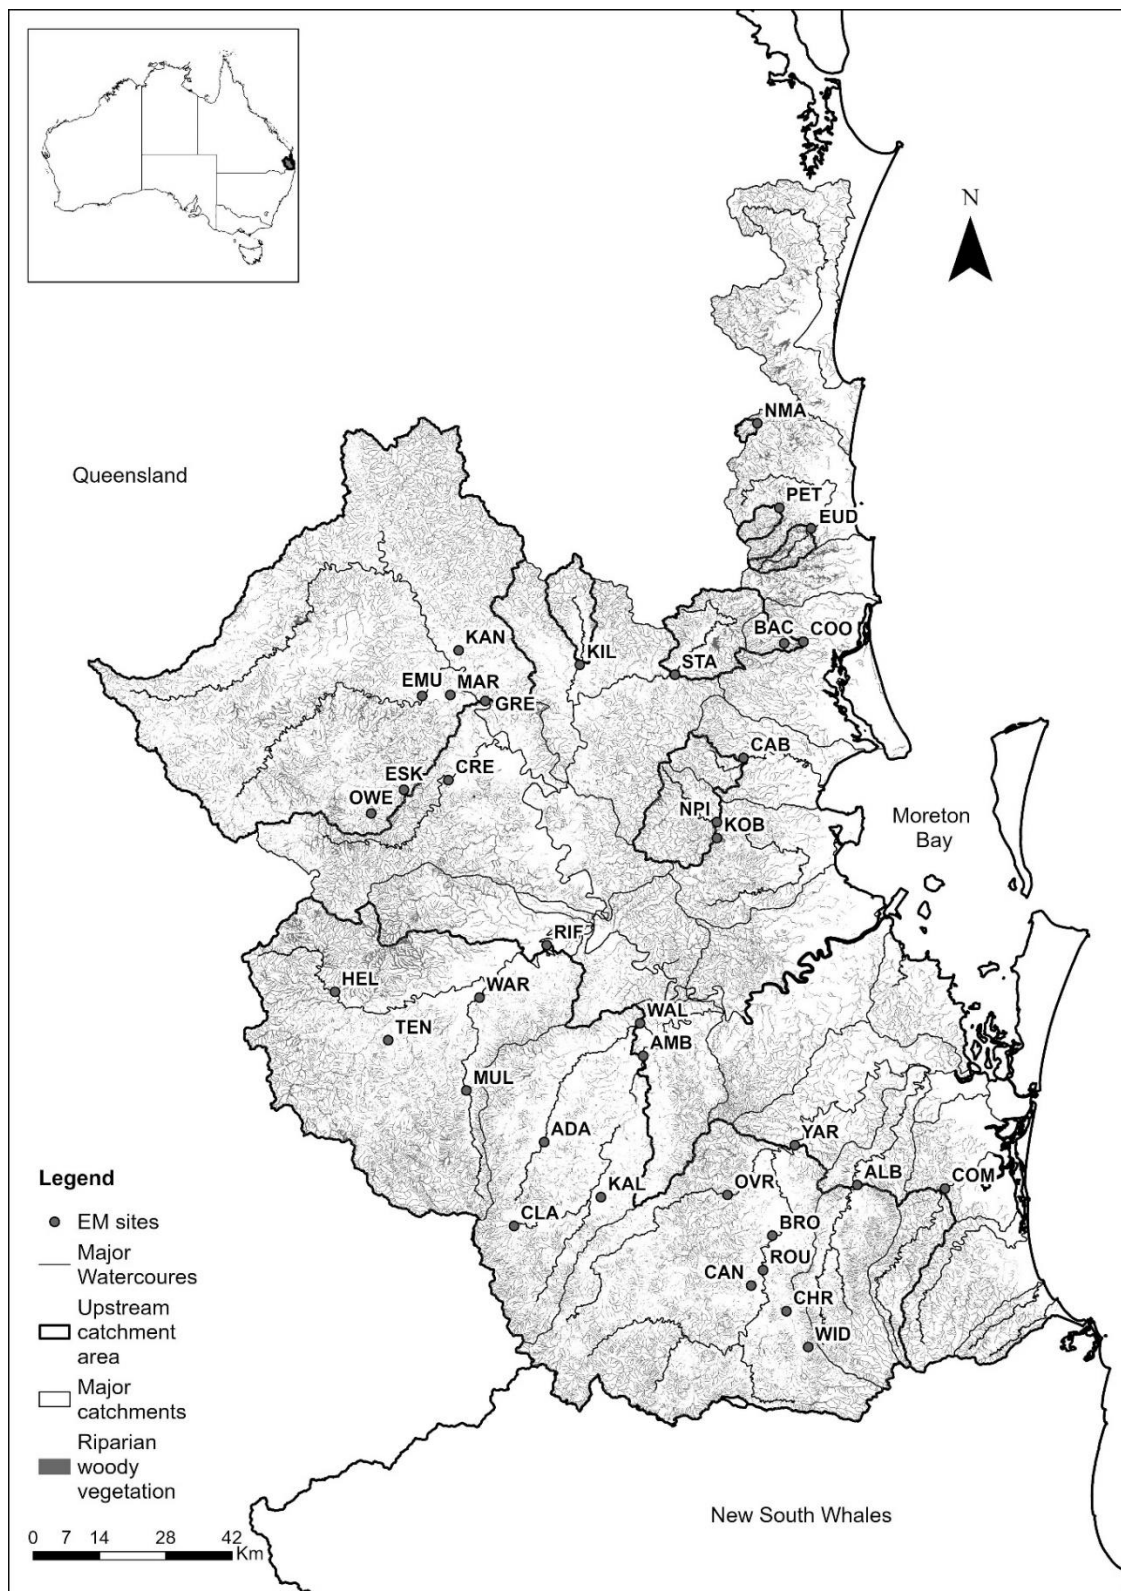 N
NMA
Queensland
PET
EUD
BAC
COO
KAN
KIL
STA
EMU
MAR
GRE
CAB
ESK
CRE
OWE
NPI
KOB
Moreton
Bay
RIF
HEL
WAR
WAL
TEN
AMB
MUL
ADA
YAR
Legend
ALB
COM
KAL
OVR
EM sites
CLA
BRO
Major
Watercoures
ROU
CAN
Upstream
catchment
area
CHR
WID
Major
catchments
Riparian
woody
vegetation
New South Whales
0 7 14 28 42
Km